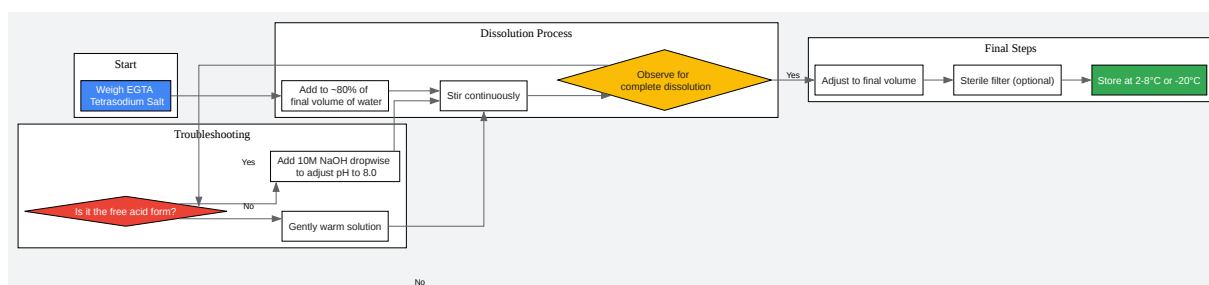 Start
Weigh EGTA
Tetrasodium Salt
Dissolution Process
Add to ~80% of
final volume of water
Stir continuously
Observe for
complete dissolution
Yes
Final Steps
Adjust to final volume
Sterile filter (optional)
Store at 2-8°C or -20°C
Troubleshooting
Is it the free acid form?
Yes
Add 10M NaOH dropwise
to adjust pH to 8.0
No
Gently warm solution
No